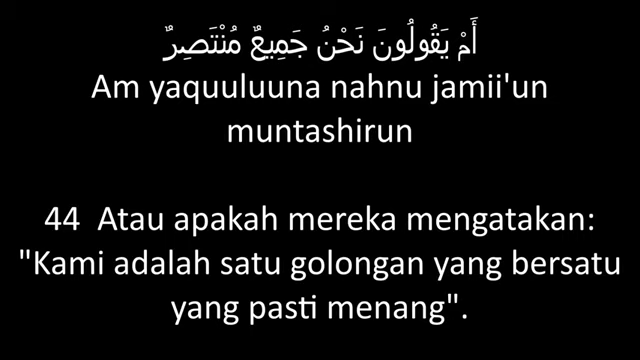 أَمْ يَقُولُونَ نَحْنُ جَمِيعٌ مُنْتَصِرٌ
Am yaquuluuna nahnu jamii'un
muntashirun
44 Atau apakah mereka mengatakan:
"Kami adalah satu golongan yang bersatu
yang pasti menang".